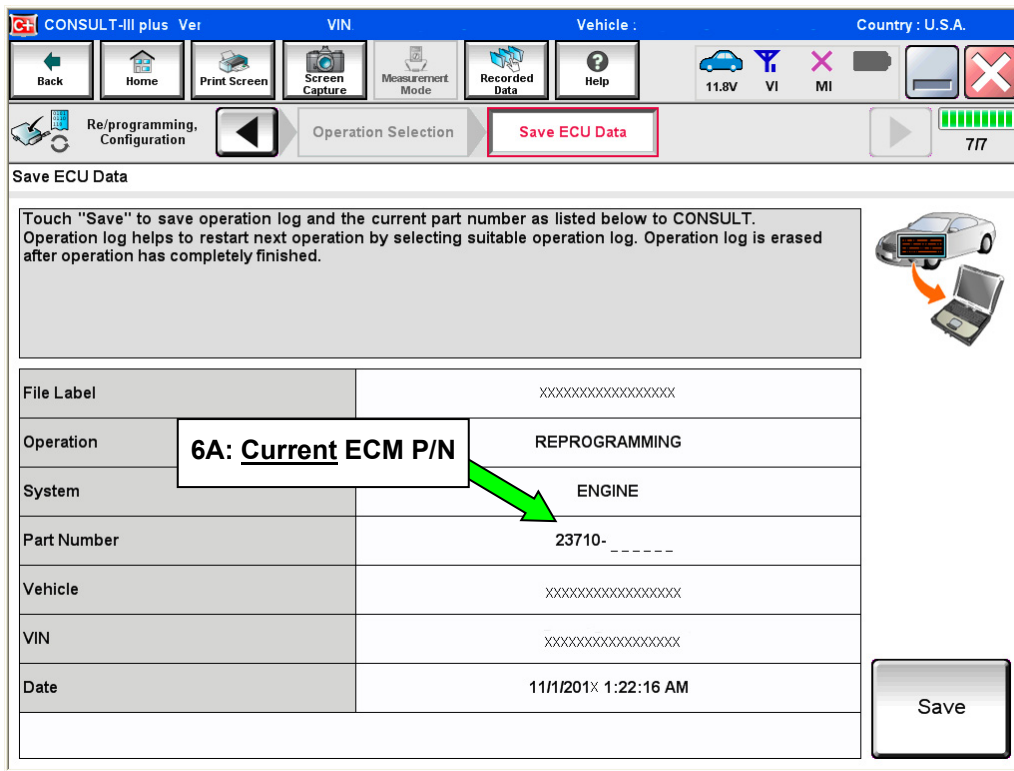 C+ CONSULT-III plus Ver VIN. Vehicle : Country : U.S.A.
Back
Home
Print Screen
Screen
Capture
Measurement
Mode
Recorded
Data
Help
11.8V
VI
MI
Re/programming,
Configuration
Operation Selection
Save ECU Data
7/7
Save ECU Data
Touch "Save" to save operation log and the current part number as listed below to CONSULT.
Operation log helps to restart next operation by selecting suitable operation log. Operation log is erased
after operation has completely finished.
File Label XXXXXXXXXXXXXXXXX
Operation REPROGRAMMING
6A: Current ECM P/N
System ENGINE
Part Number 23710- _ _ _ _ _ _
Vehicle XXXXXXXXXXXXXXXXX
VIN XXXXXXXXXXXXXXXXX
Date 11/1/201X 1:22:16 AM
Save